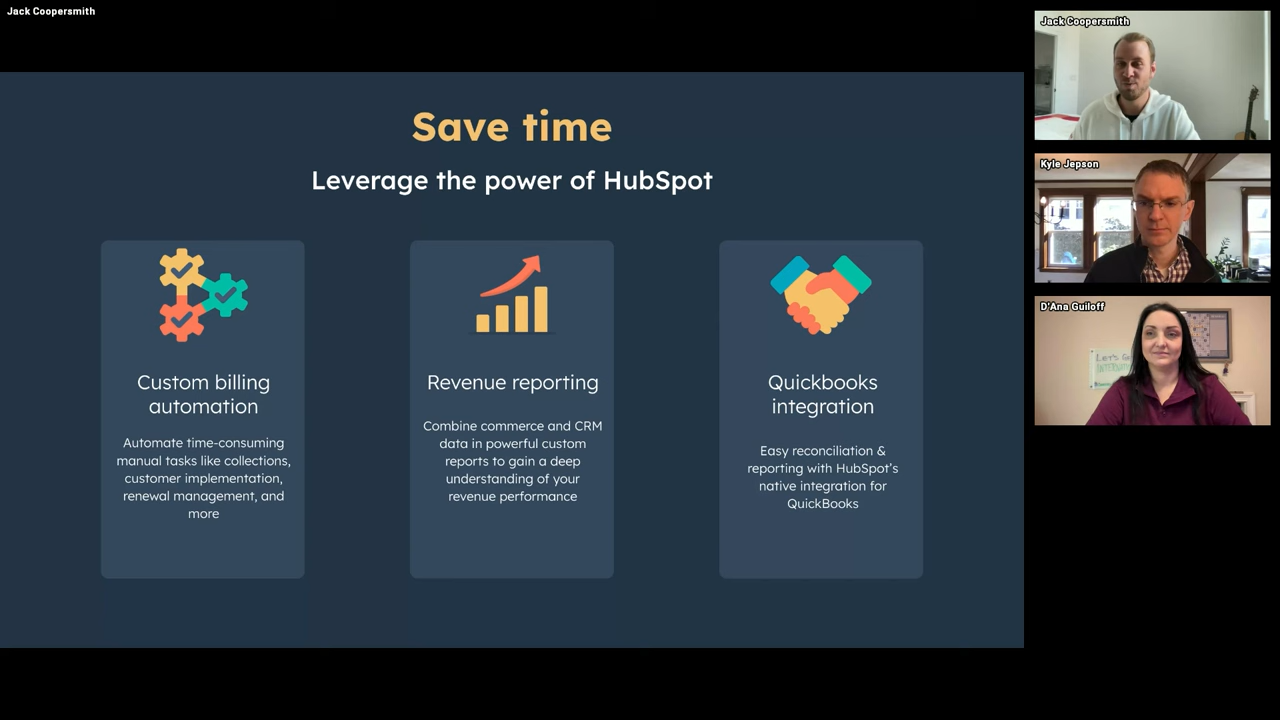 Jack Coopersmith
Save time
Leverage the power of HubSpot
Custom billing
automation
Automate time-consuming
manual tasks like collections,
customer implementation,
renewal management, and
more
Revenue reporting
Combine commerce and CRM
data in powerful custom
reports to gain a deep
understanding of your
revenue performance
Quickbooks
integration
Easy reconciliation &
reporting with HubSpot's
native integration for
QuickBooks
Jack Coopersmith
Kyle Jepson
D'Ana Guiloff